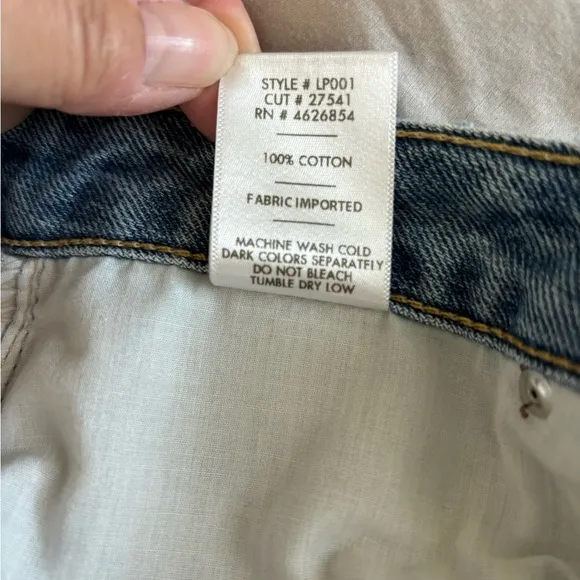 STYLE # LP001
CUT # 27541
RN # 4626854
100% COTTON
FABRIC IMPORTED
MACHINE WASH COLD
DARK COLORS SEPARATELY
DO NOT BLEACH
TUMBLE DRY LOW